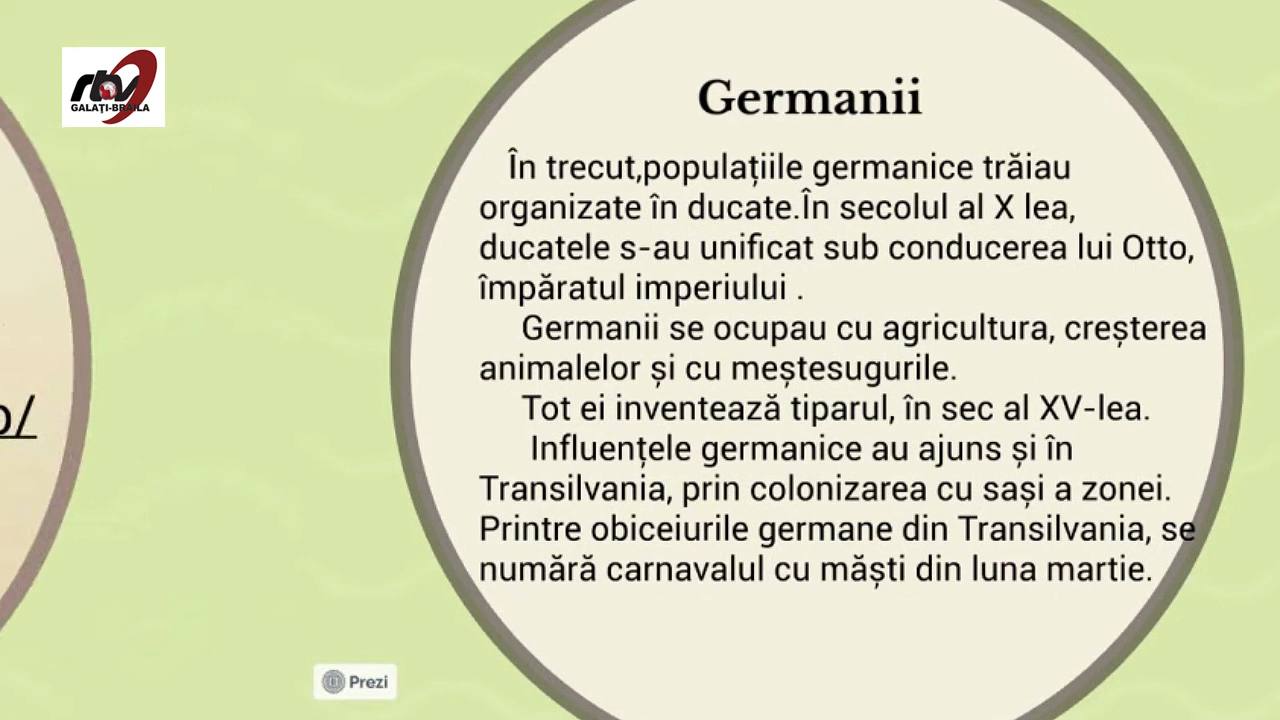 rtv
GALAȚI-BRĂILA
Germanii
În trecut,populațiile germanice trăiau
organizate în ducate.În secolul al X lea,
ducatele s-au unificat sub conducerea lui Otto,
împăratul imperiului .
Germanii se ocupau cu agricultura, creșterea
animalelor și cu meștesugurile.
Tot ei inventează tiparul, în sec al XV-lea.
Influențele germanice au ajuns și în
Transilvania, prin colonizarea cu sași a zonei.
Printre obiceiurile germane din Transilvania, se
numără carnavalul cu măști din luna martie.
Prezi